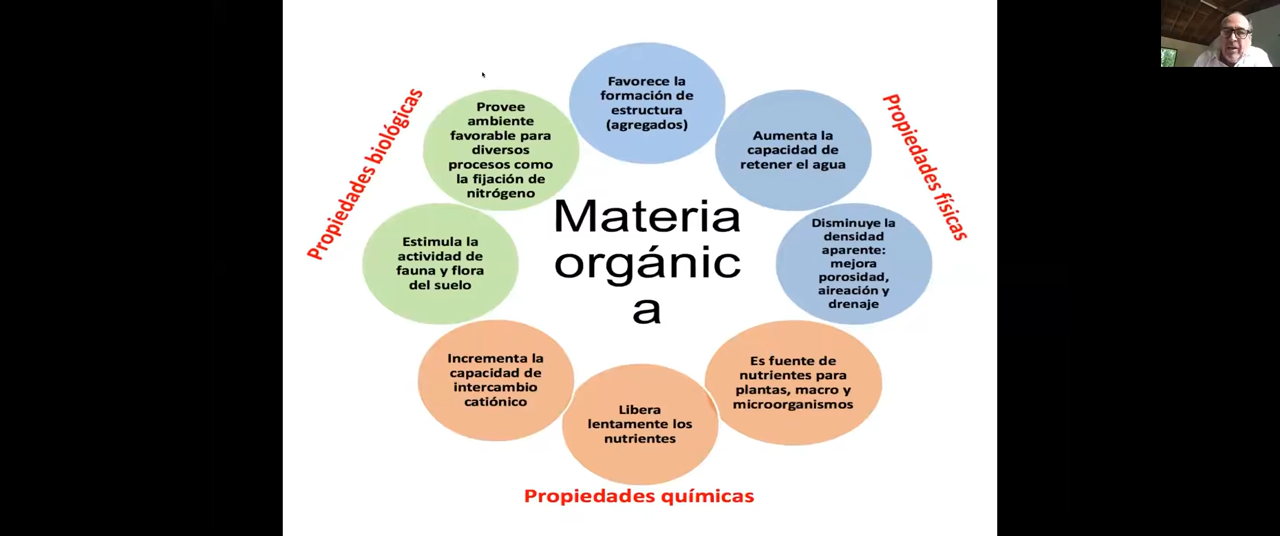 Favorece la
formación de
estructura
(agregados)
Aumenta la
capacidad de
retener el agua
Disminuye la
densidad
aparente:
mejora
porosidad,
aireación y
drenaje
Propiedades físicas
Es fuente de
nutrientes para
plantas, macro y
microorganismos
Libera
lentamente los
nutrientes
Incrementa la
capacidad de
intercambio
catiónico
Propiedades químicas
Estimula la
actividad de
fauna y flora
del suelo
Provee
ambiente
favorable para
diversos
procesos como
la fijación de
nitrógeno
Propiedades biológicas
Materia
orgánic
a